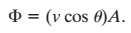 Φ = (v cos θ)A.